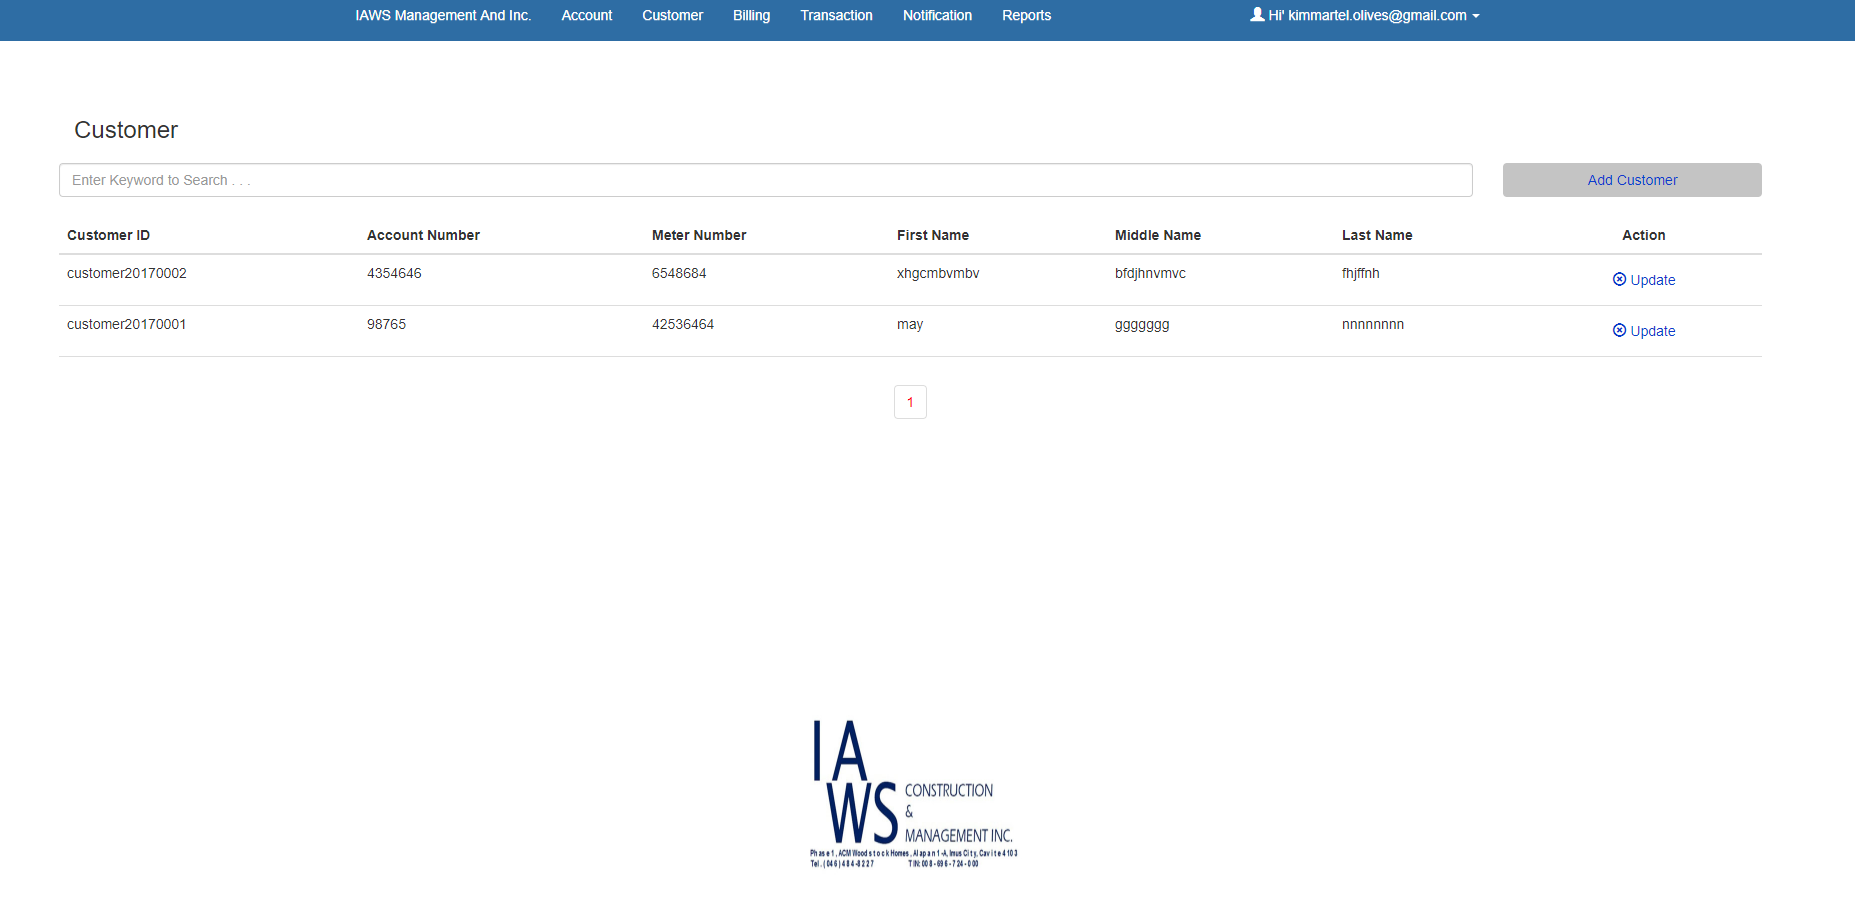 IAWS Management And Inc. Account Customer Billing Transaction Notification Reports Hi' kimmartel.olives@gmail.com
Customer
Enter Keyword to Search . . . Add Customer
Customer ID Account Number Meter Number First Name Middle Name Last Name Action
customer20170002 4354646 6548684 xhgcmbvmbv bfdjhnvmvc fhjffnh Update
customer20170001 98765 42536464 may ggggggg nnnnnnnn Update
1
IA
WS CONSTRUCTION
&
MANAGEMENT INC.
Phase 1, ACM Woodstock Homes, Alapan 1-A, Imus City, Cavite 4103
Tel. (046) 484-8227 TIN: 008-696-724-000